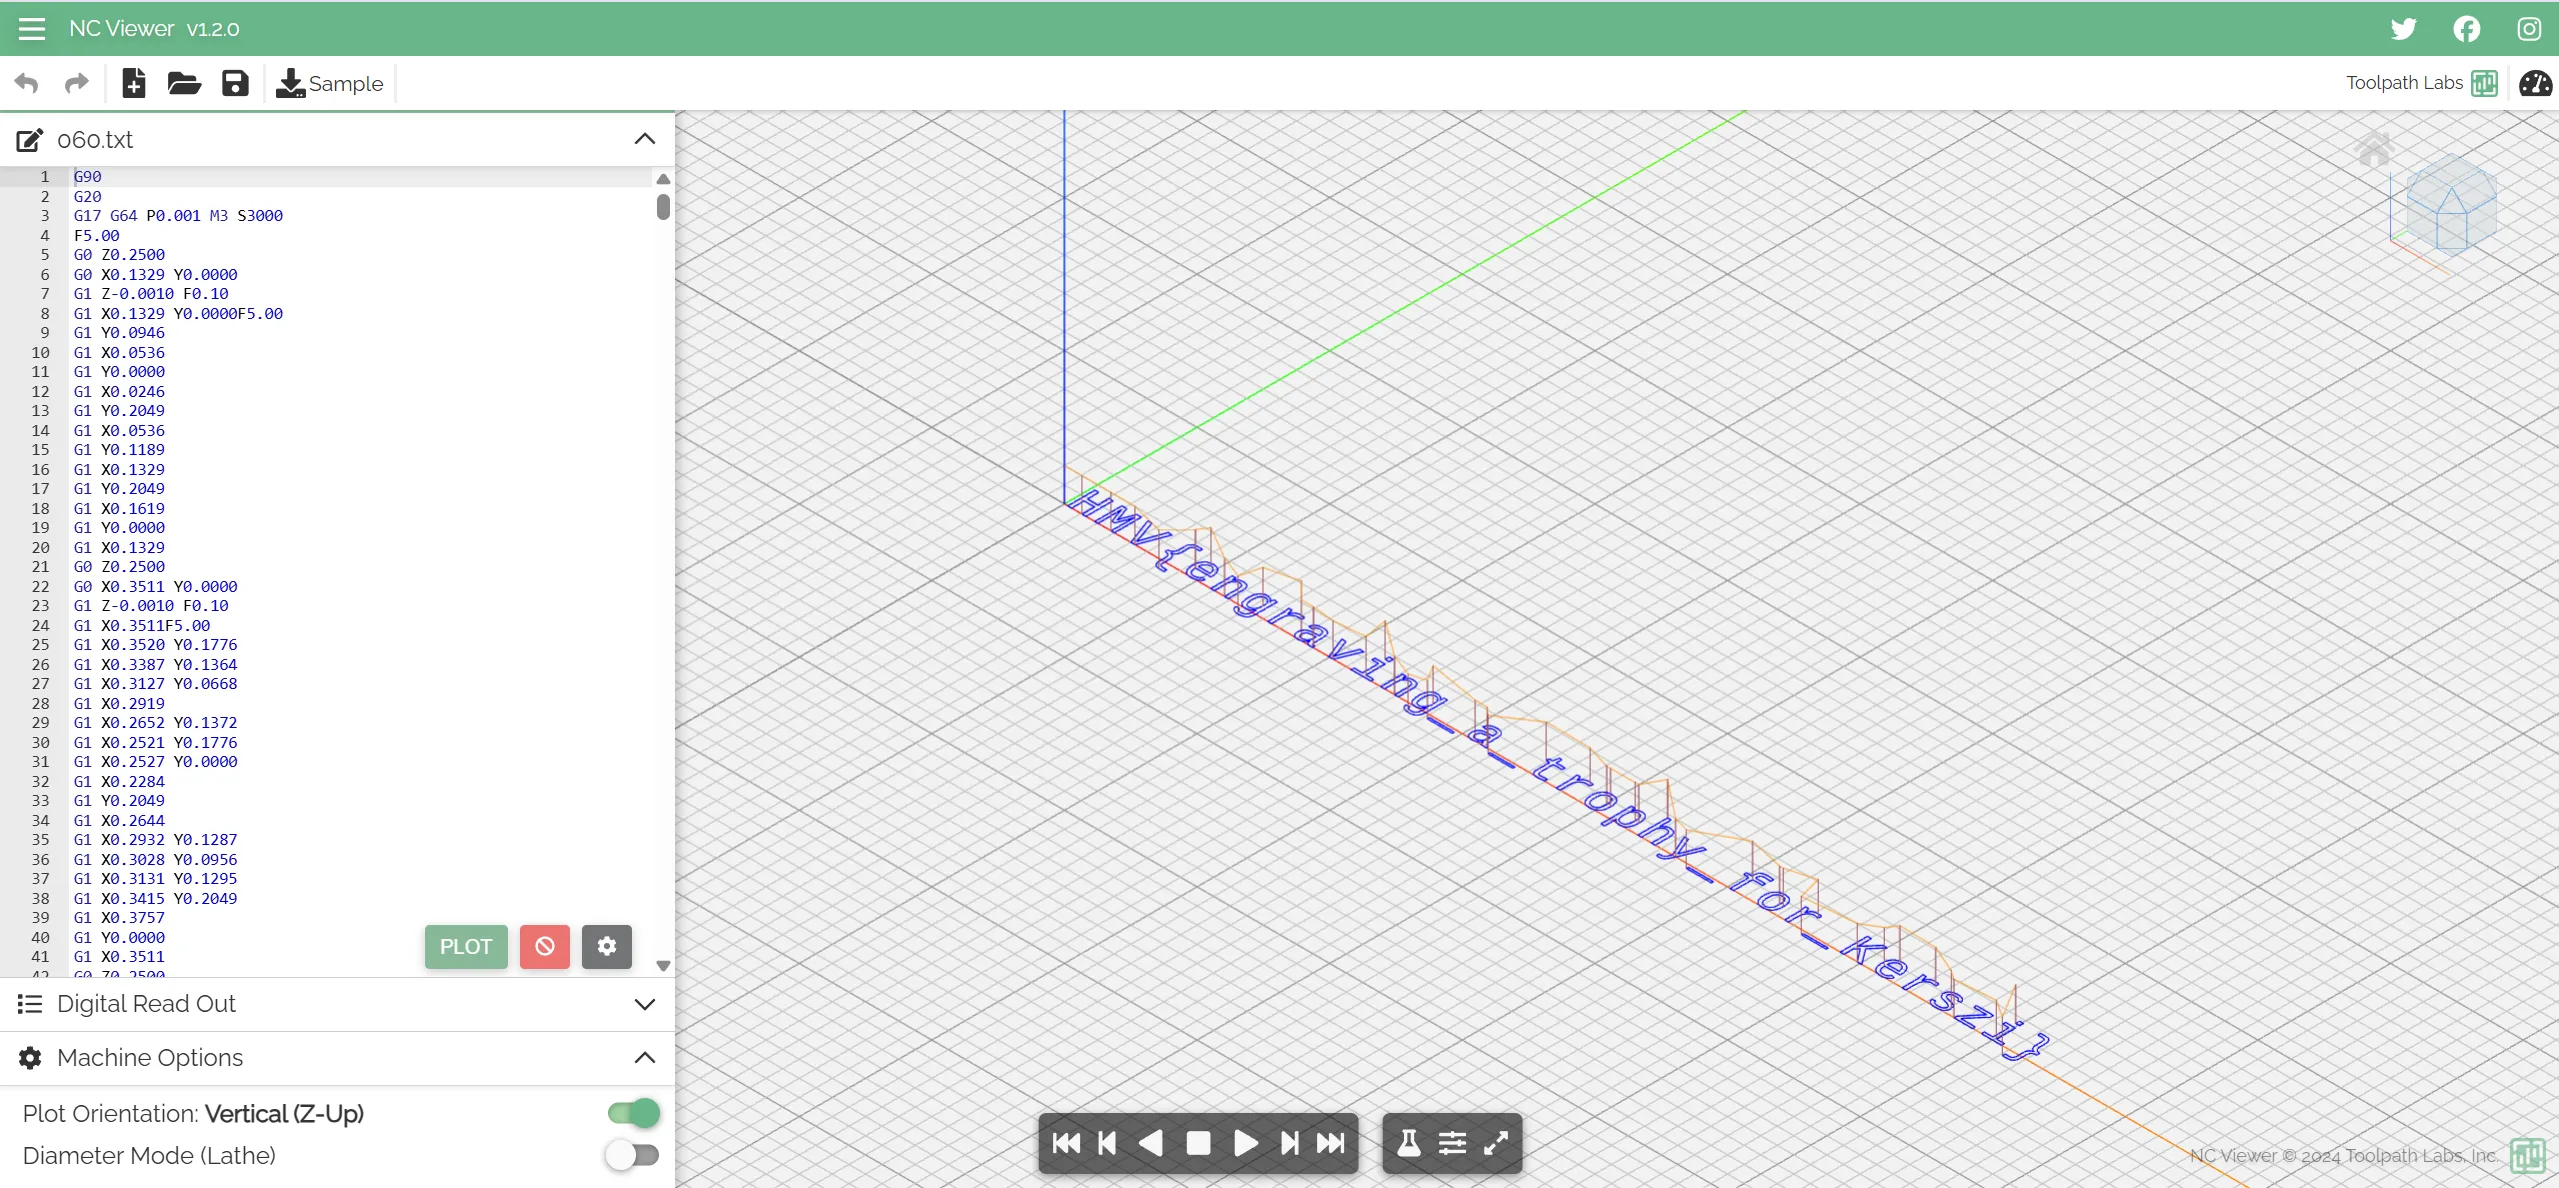 NC Viewer v1.2.0
Sample
Toolpath Labs
060.txt
1 G90
2 G20
3 G17 G64 P0.001 M3 S3000
4 F5.00
5 G0 Z0.2500
6 G0 X0.1329 Y0.0000
7 G1 Z-0.0010 F0.10
8 G1 X0.1329 Y0.0000F5.00
9 G1 Y0.0946
10 G1 X0.0536
11 G1 Y0.0000
12 G1 X0.0246
13 G1 Y0.2049
14 G1 X0.0536
15 G1 Y0.1189
16 G1 X0.1329
17 G1 Y0.2049
18 G1 X0.1619
19 G1 Y0.0000
20 G1 X0.1329
21 G0 Z0.2500
22 G0 X0.3511 Y0.0000
23 G1 Z-0.0010 F0.10
24 G1 X0.3511F5.00
25 G1 X0.3520 Y0.1776
26 G1 X0.3387 Y0.1364
27 G1 X0.3127 Y0.0668
28 G1 X0.2919
29 G1 X0.2652 Y0.1372
30 G1 X0.2521 Y0.1776
31 G1 X0.2527 Y0.0000
32 G1 X0.2284
33 G1 Y0.2049
34 G1 X0.2644
35 G1 X0.2932 Y0.1287
36 G1 X0.3028 Y0.0956
37 G1 X0.3131 Y0.1295
38 G1 X0.3415 Y0.2049
39 G1 X0.3757
40 G1 Y0.0000
41 G1 X0.3511
42 G0 Z0.2500
PLOT
HMV{engraving_a_trophy_for_Kerszi}
Digital Read Out
Machine Options
Plot Orientation: Vertical (Z-Up)
Diameter Mode (Lathe)
NC Viewer © 2024 Toolpath Labs, Inc.